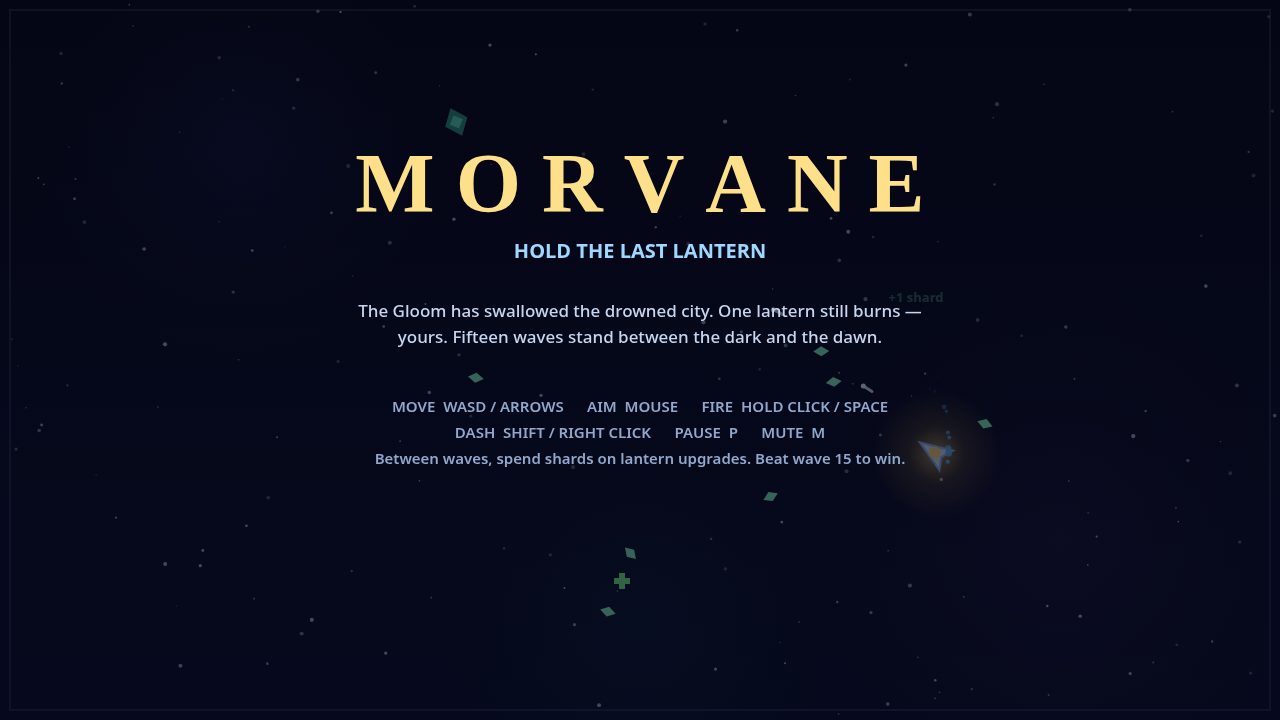 MORVANE
HOLD THE LAST LANTERN
+1 shard
The Gloom has swallowed the drowned city. One lantern still burns —
yours. Fifteen waves stand between the dark and the dawn.
MOVE WASD / ARROWS AIM MOUSE FIRE HOLD CLICK / SPACE
DASH SHIFT / RIGHT CLICK PAUSE P MUTE M
Between waves, spend shards on lantern upgrades. Beat wave 15 to win.